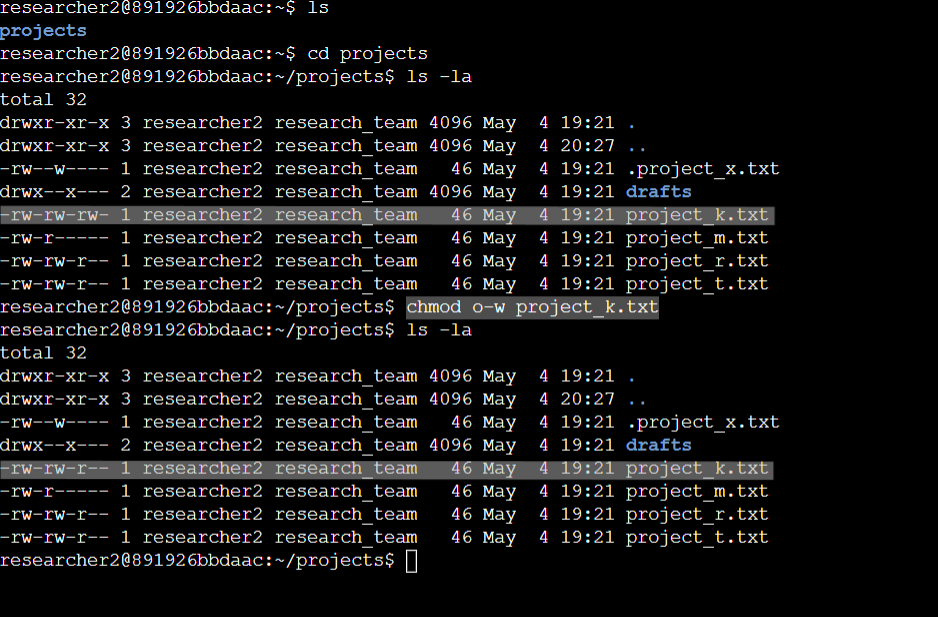 researcher2@891926bbdaac:~$ ls
projects
researcher2@891926bbdaac:~$ cd projects
researcher2@891926bbdaac:~/projects$ ls -la
total 32
drwxr-xr-x 3 researcher2 research_team 4096 May  4 19:21 .
drwxr-xr-x 3 researcher2 research_team 4096 May  4 20:27 ..
-rw--w---- 1 researcher2 research_team   46 May  4 19:21 .project_x.txt
drwx--x--- 2 researcher2 research_team 4096 May  4 19:21 drafts
-rw-rw-rw- 1 researcher2 research_team   46 May  4 19:21 project_k.txt
-rw-r----- 1 researcher2 research_team   46 May  4 19:21 project_m.txt
-rw-rw-r-- 1 researcher2 research_team   46 May  4 19:21 project_r.txt
-rw-rw-r-- 1 researcher2 research_team   46 May  4 19:21 project_t.txt
researcher2@891926bbdaac:~/projects$ chmod o-w project_k.txt
researcher2@891926bbdaac:~/projects$ ls -la
total 32
drwxr-xr-x 3 researcher2 research_team 4096 May  4 19:21 .
drwxr-xr-x 3 researcher2 research_team 4096 May  4 20:27 ..
-rw--w---- 1 researcher2 research_team   46 May  4 19:21 .project_x.txt
drwx--x--- 2 researcher2 research_team 4096 May  4 19:21 drafts
-rw-rw-r-- 1 researcher2 research_team   46 May  4 19:21 project_k.txt
-rw-r----- 1 researcher2 research_team   46 May  4 19:21 project_m.txt
-rw-rw-r-- 1 researcher2 research_team   46 May  4 19:21 project_r.txt
-rw-rw-r-- 1 researcher2 research_team   46 May  4 19:21 project_t.txt
researcher2@891926bbdaac:~/projects$